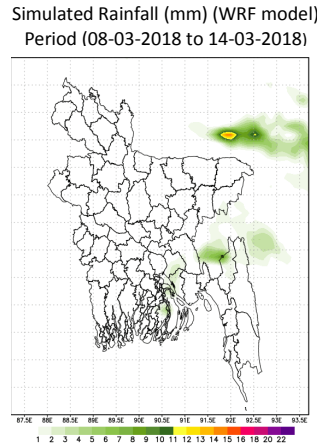 Simulated Rainfall (mm) (WRF model)
Period (08-03-2018 to 14-03-2018)
87.5E 88E 88.5E 89E 89.5E 90E 90.5E 91E 91.5E 92E 92.5E 93E 93.5E
1 2 3 4 5 6 7 8 9 10 11 12 13 14 15 16 18 20 22